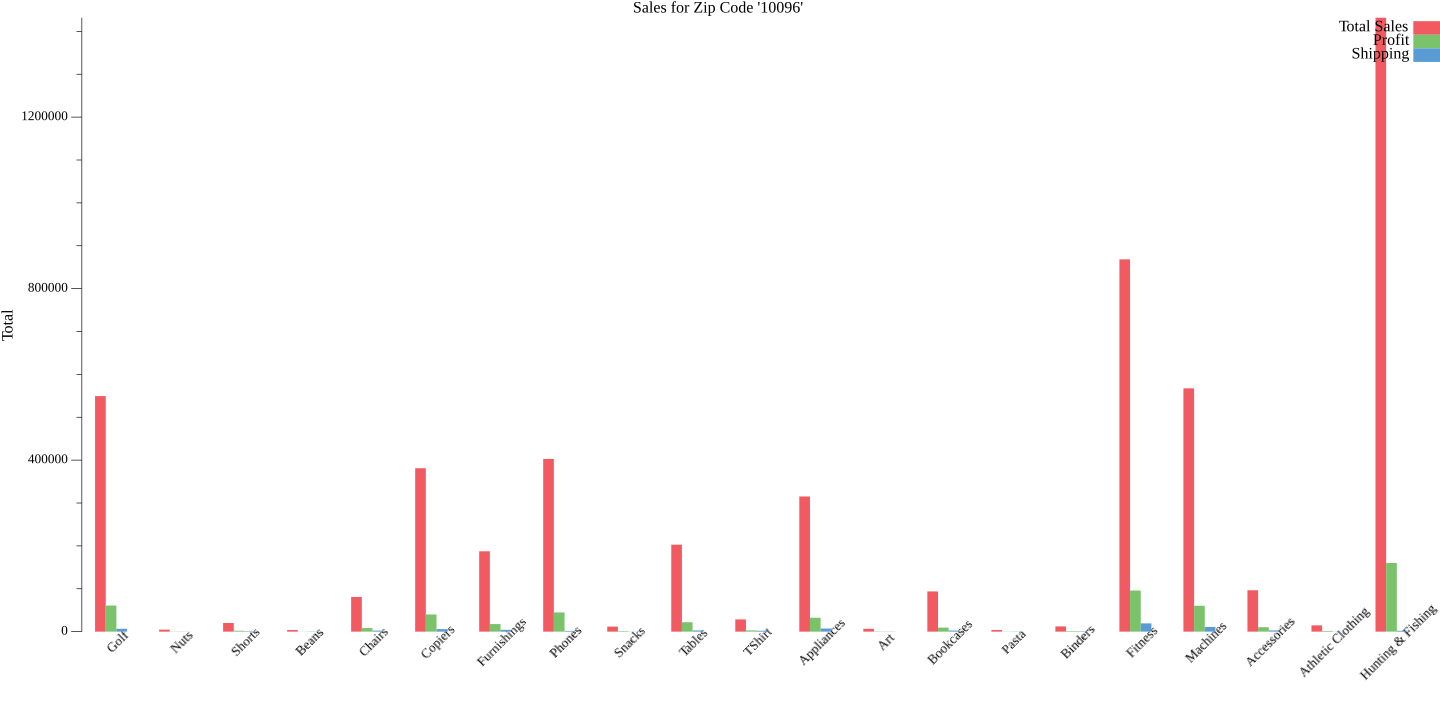 Sales for Zip Code '10096'
Total Sales
Profit
Shipping
Total
1200000
800000
400000
0
Golf
Nuts
Shorts
Beans
Chairs
Copiers
Furnishings
Phones
Snacks
Tables
TShirt
Appliances
Art
Bookcases
Pasta
Binders
Fitness
Machines
Accessories
Athletic Clothing
Hunting & Fishing